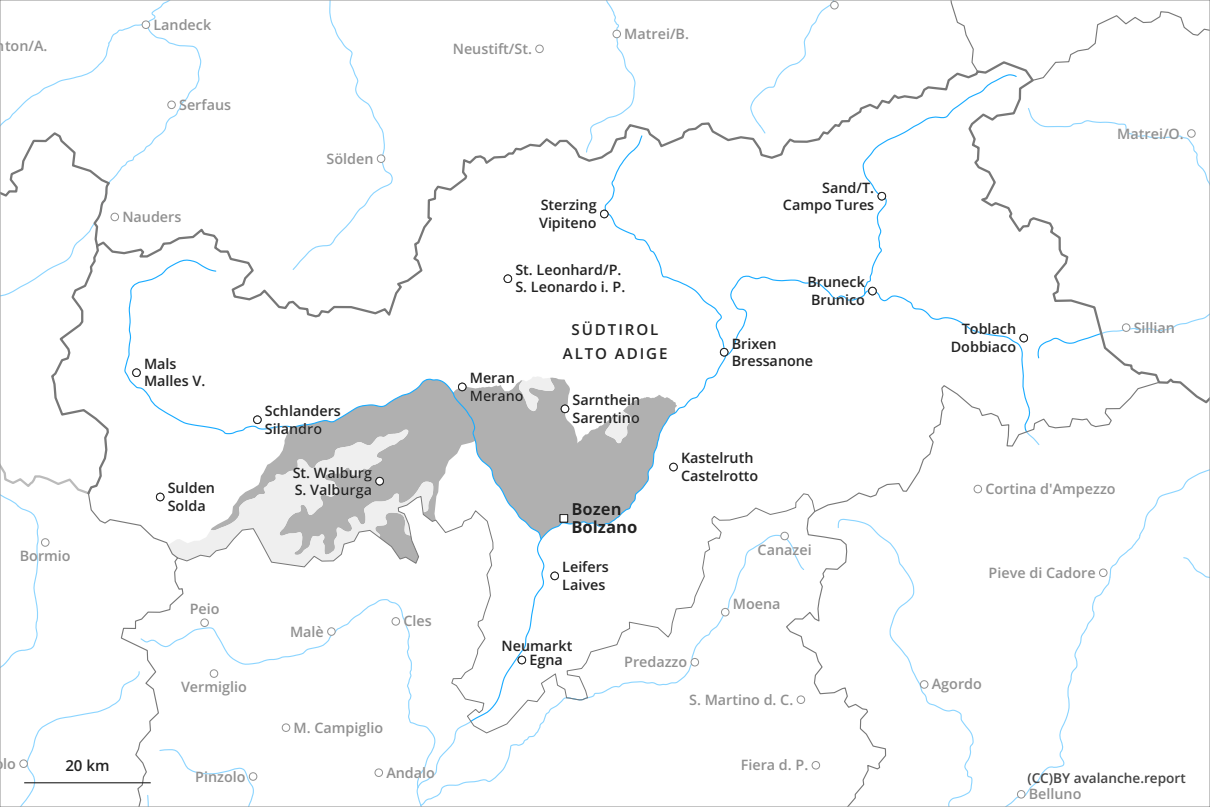 Landeck
nton/A.
Neustift/St.
Matrei/B.
Serfaus
Matrei/O.
Sölden
Sand/T.
Campo Tures
Nauders
Sterzing
Vipiteno
St. Leonhard/P.
S. Leonardo i. P.
Bruneck
Brunico
SÜDTIROL
ALTO ADIGE
Toblach
Dobbiaco
Sillian
Brixen
Bressanone
Mals
Malles V.
Meran
Merano
Sarnthein
Sarentino
Schlanders
Silandro
Kastelruth
Castelrotto
St. Walburg
S. Valburga
Sulden
Solda
Cortina d'Ampezzo
Bozen
Bolzano
Bormio
Canazei
Leifers
Laives
Pieve di Cadore
Peio
Moena
Malè
Cles
Neumarkt
Egna
Predazzo
Vermiglio
Agordo
S. Martino d. C.
M. Campiglio
olo
20 km
Pinzolo
Andalo
Fiera d. P.
(CC)BY avalanche.report
Belluno